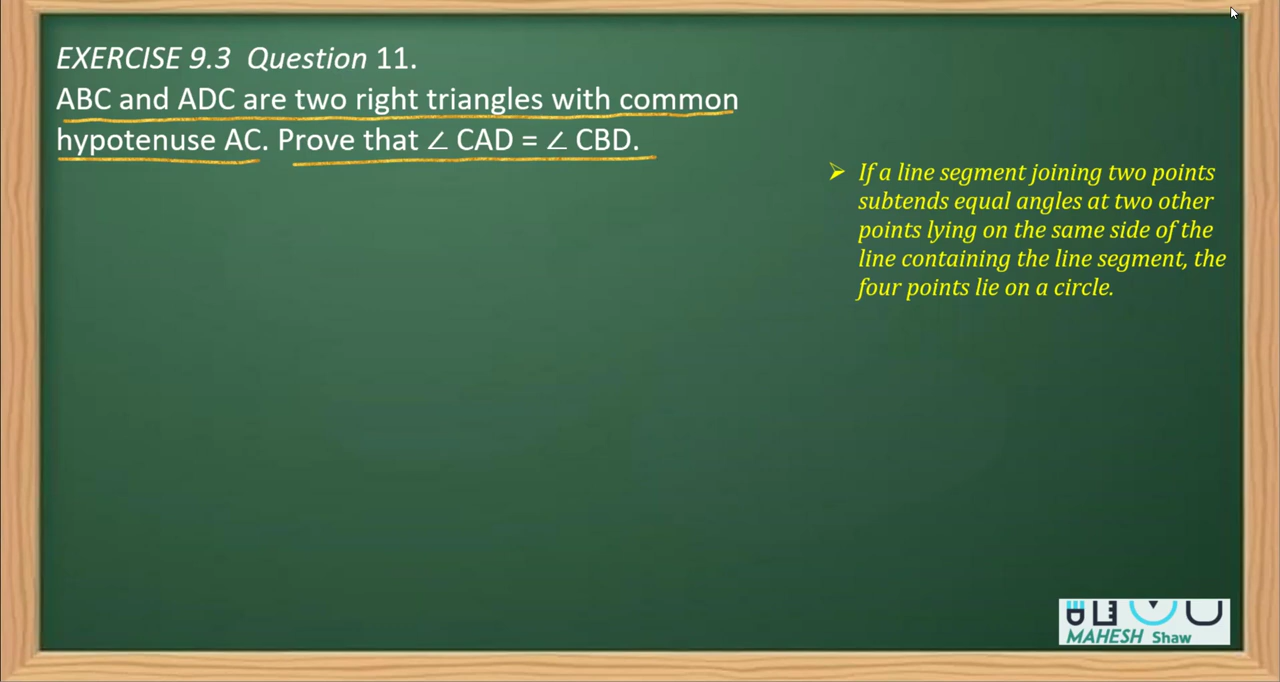 EXERCISE 9.3 Question 11.
ABC and ADC are two right triangles with common
hypotenuse AC. Prove that ∠ CAD = ∠ CBD.
➢ If a line segment joining two points
subtends equal angles at two other
points lying on the same side of the
line containing the line segment, the
four points lie on a circle.
MAHESH Shaw